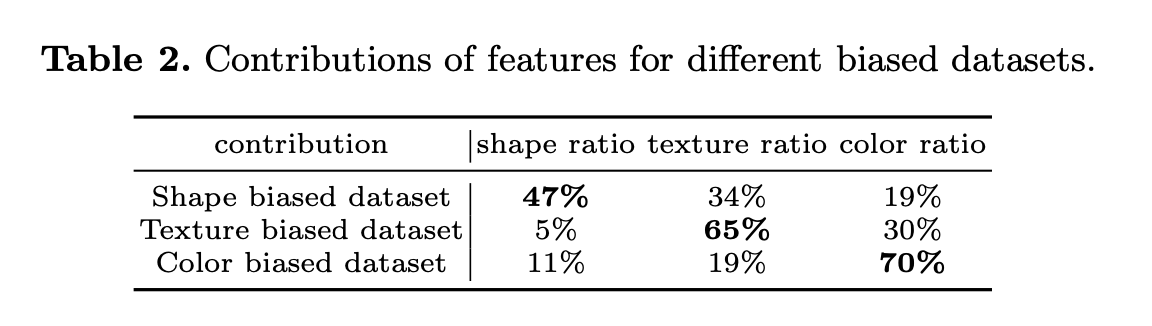 Table 2. Contributions of features for different biased datasets.
contribution shape ratio texture ratio color ratio
Shape biased dataset 47% 34% 19%
Texture biased dataset 5% 65% 30%
Color biased dataset 11% 19% 70%